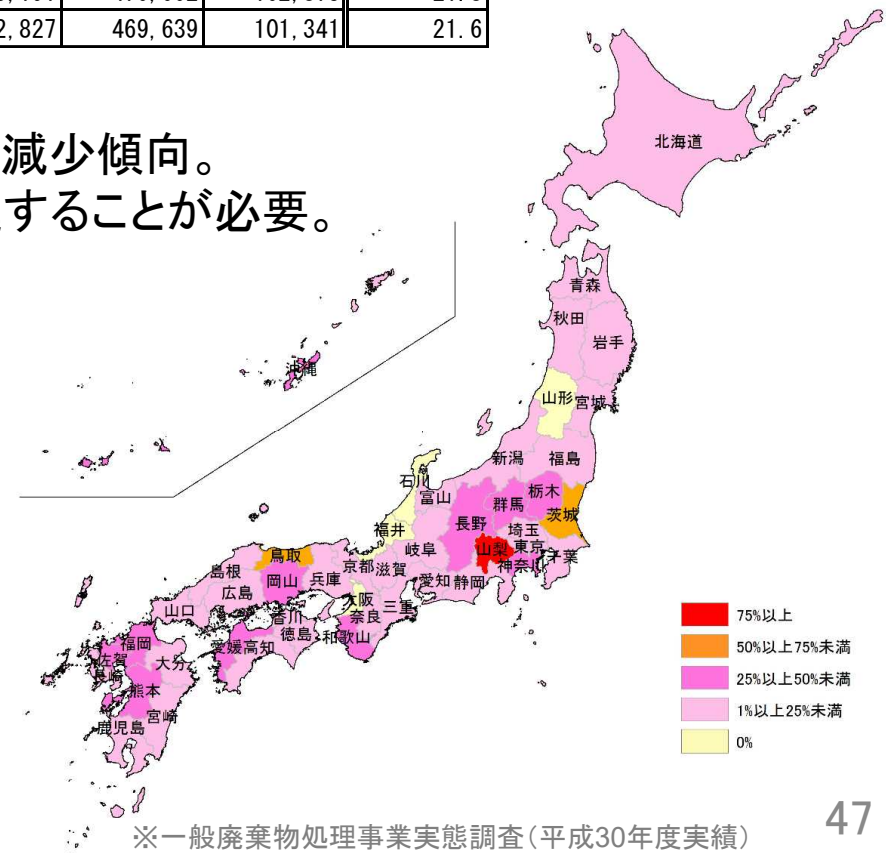 2,827 469,639 101,341 21.6
減少傾向。
することが必要。
北海道
青森
秋田
岩手
山形
宮城
沖縄
新潟
福島
石川
富山
栃木
群馬
茨城
長野
埼玉
福井
岐阜
山梨
東京
千葉
神奈川
鳥取
島根
京都
滋賀
岡山
兵庫
愛知
静岡
広島
大阪
三重
山口
奈良
香川
徳島
和歌山
福岡
愛媛
高知
佐賀
大分
長崎
熊本
宮崎
鹿児島
75%以上
50%以上75%未満
25%以上50%未満
1%以上25%未満
0%
※一般廃棄物処理事業実態調査(平成30年度実績)
47